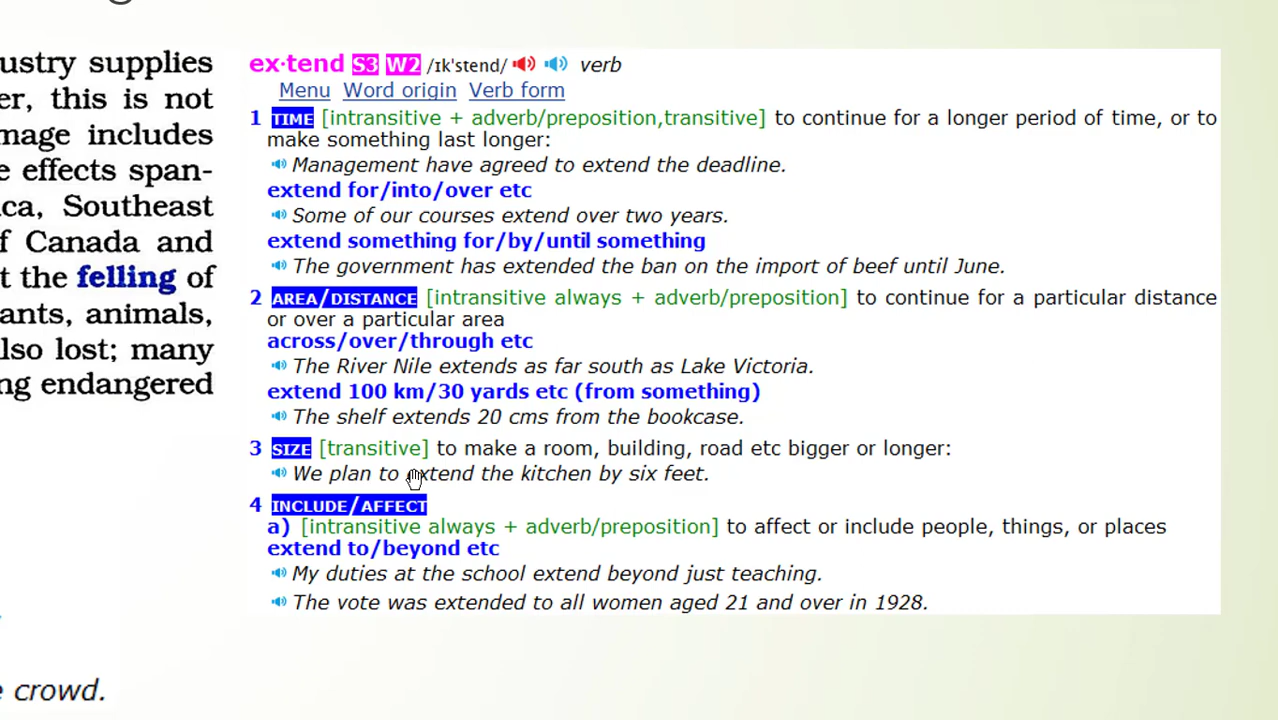 ustry supplies
er, this is not
mage includes
e effects span-
ca, Southeast
f Canada and
t the felling of
ants, animals,
lso lost; many
ng endangered
e crowd.
ex·tend S3 W2 /ɪkˈstend/ verb
Menu Word origin Verb form
1 TIME [intransitive + adverb/preposition,transitive] to continue for a longer period of time, or to
make something last longer:
Management have agreed to extend the deadline.
extend for/into/over etc
Some of our courses extend over two years.
extend something for/by/until something
The government has extended the ban on the import of beef until June.
2 AREA/DISTANCE [intransitive always + adverb/preposition] to continue for a particular distance
or over a particular area
across/over/through etc
The River Nile extends as far south as Lake Victoria.
extend 100 km/30 yards etc (from something)
The shelf extends 20 cms from the bookcase.
3 SIZE [transitive] to make a room, building, road etc bigger or longer:
We plan to extend the kitchen by six feet.
4 INCLUDE/AFFECT
a) [intransitive always + adverb/preposition] to affect or include people, things, or places
extend to/beyond etc
My duties at the school extend beyond just teaching.
The vote was extended to all women aged 21 and over in 1928.